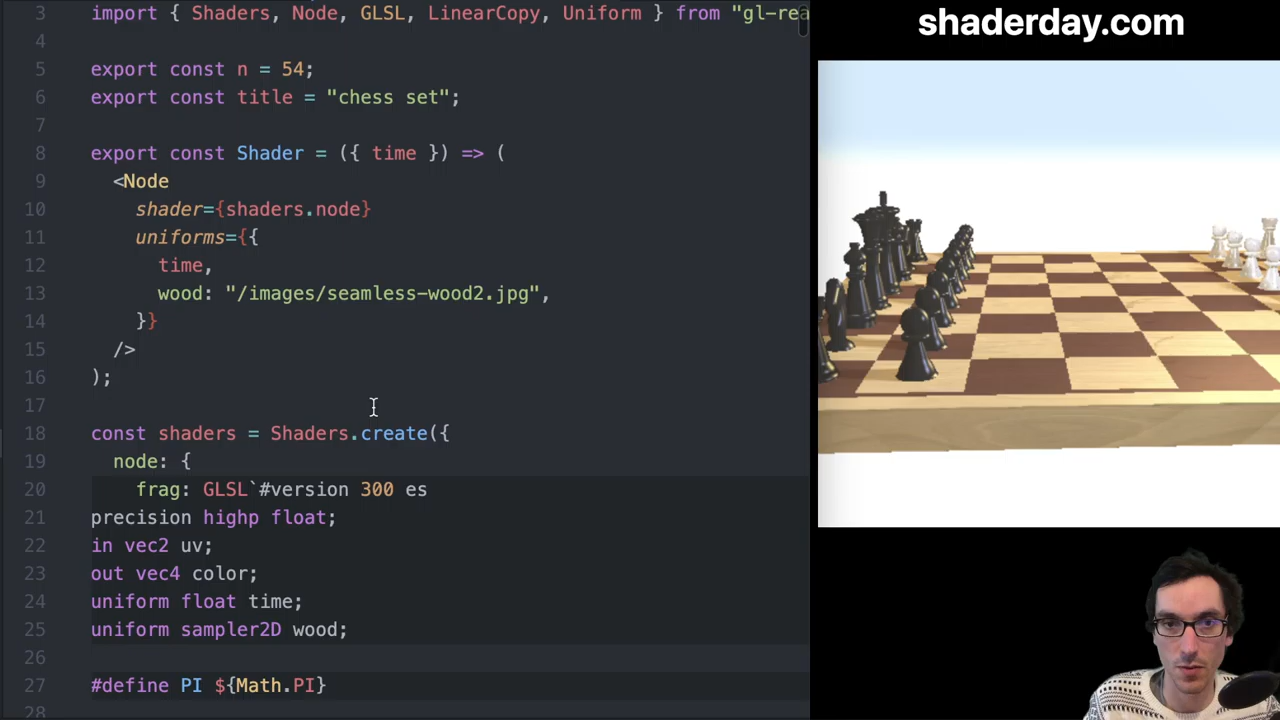 3 import { Shaders, Node, GLSL, LinearCopy, Uniform } from "gl-rea
4
5 export const n = 54;
6 export const title = "chess set";
7
8 export const Shader = ({ time }) => (
9 <Node
10 shader={shaders.node}
11 uniforms={{
12 time,
13 wood: "/images/seamless-wood2.jpg",
14 }}
15 />
16 );
17
18 const shaders = Shaders.create({
19 node: {
20 frag: GLSL`#version 300 es
21 precision highp float;
22 in vec2 uv;
23 out vec4 color;
24 uniform float time;
25 uniform sampler2D wood;
26
27 #define PI ${Math.PI}
28
shaderday.com